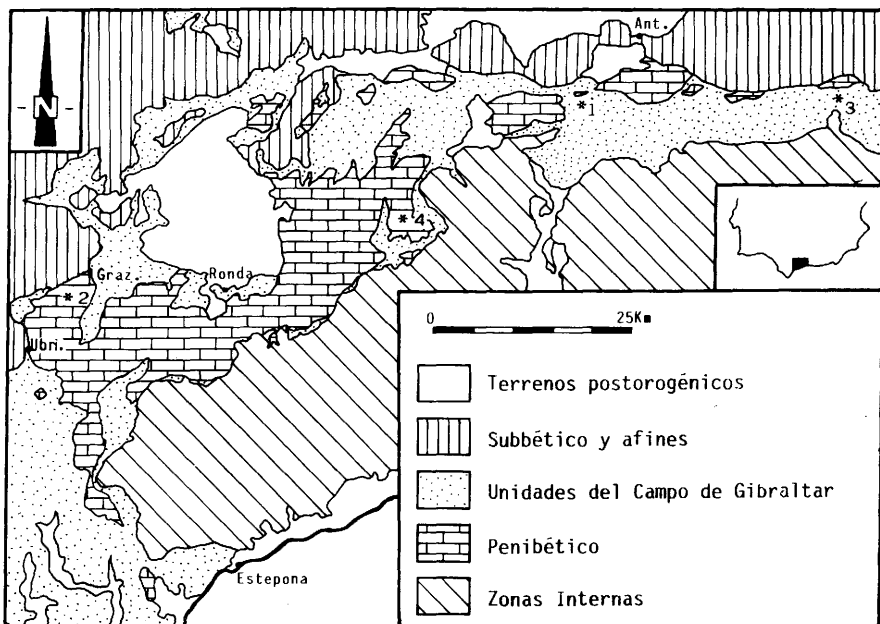 Ant.
-N-
*1
*3
*4
Graz.
Ronda
*2
Ubri.
0 25Km
Terrenos postorogénicos
Subbético y afines
Unidades del Campo de Gibraltar
Penibético
Estepona
Zonas Internas